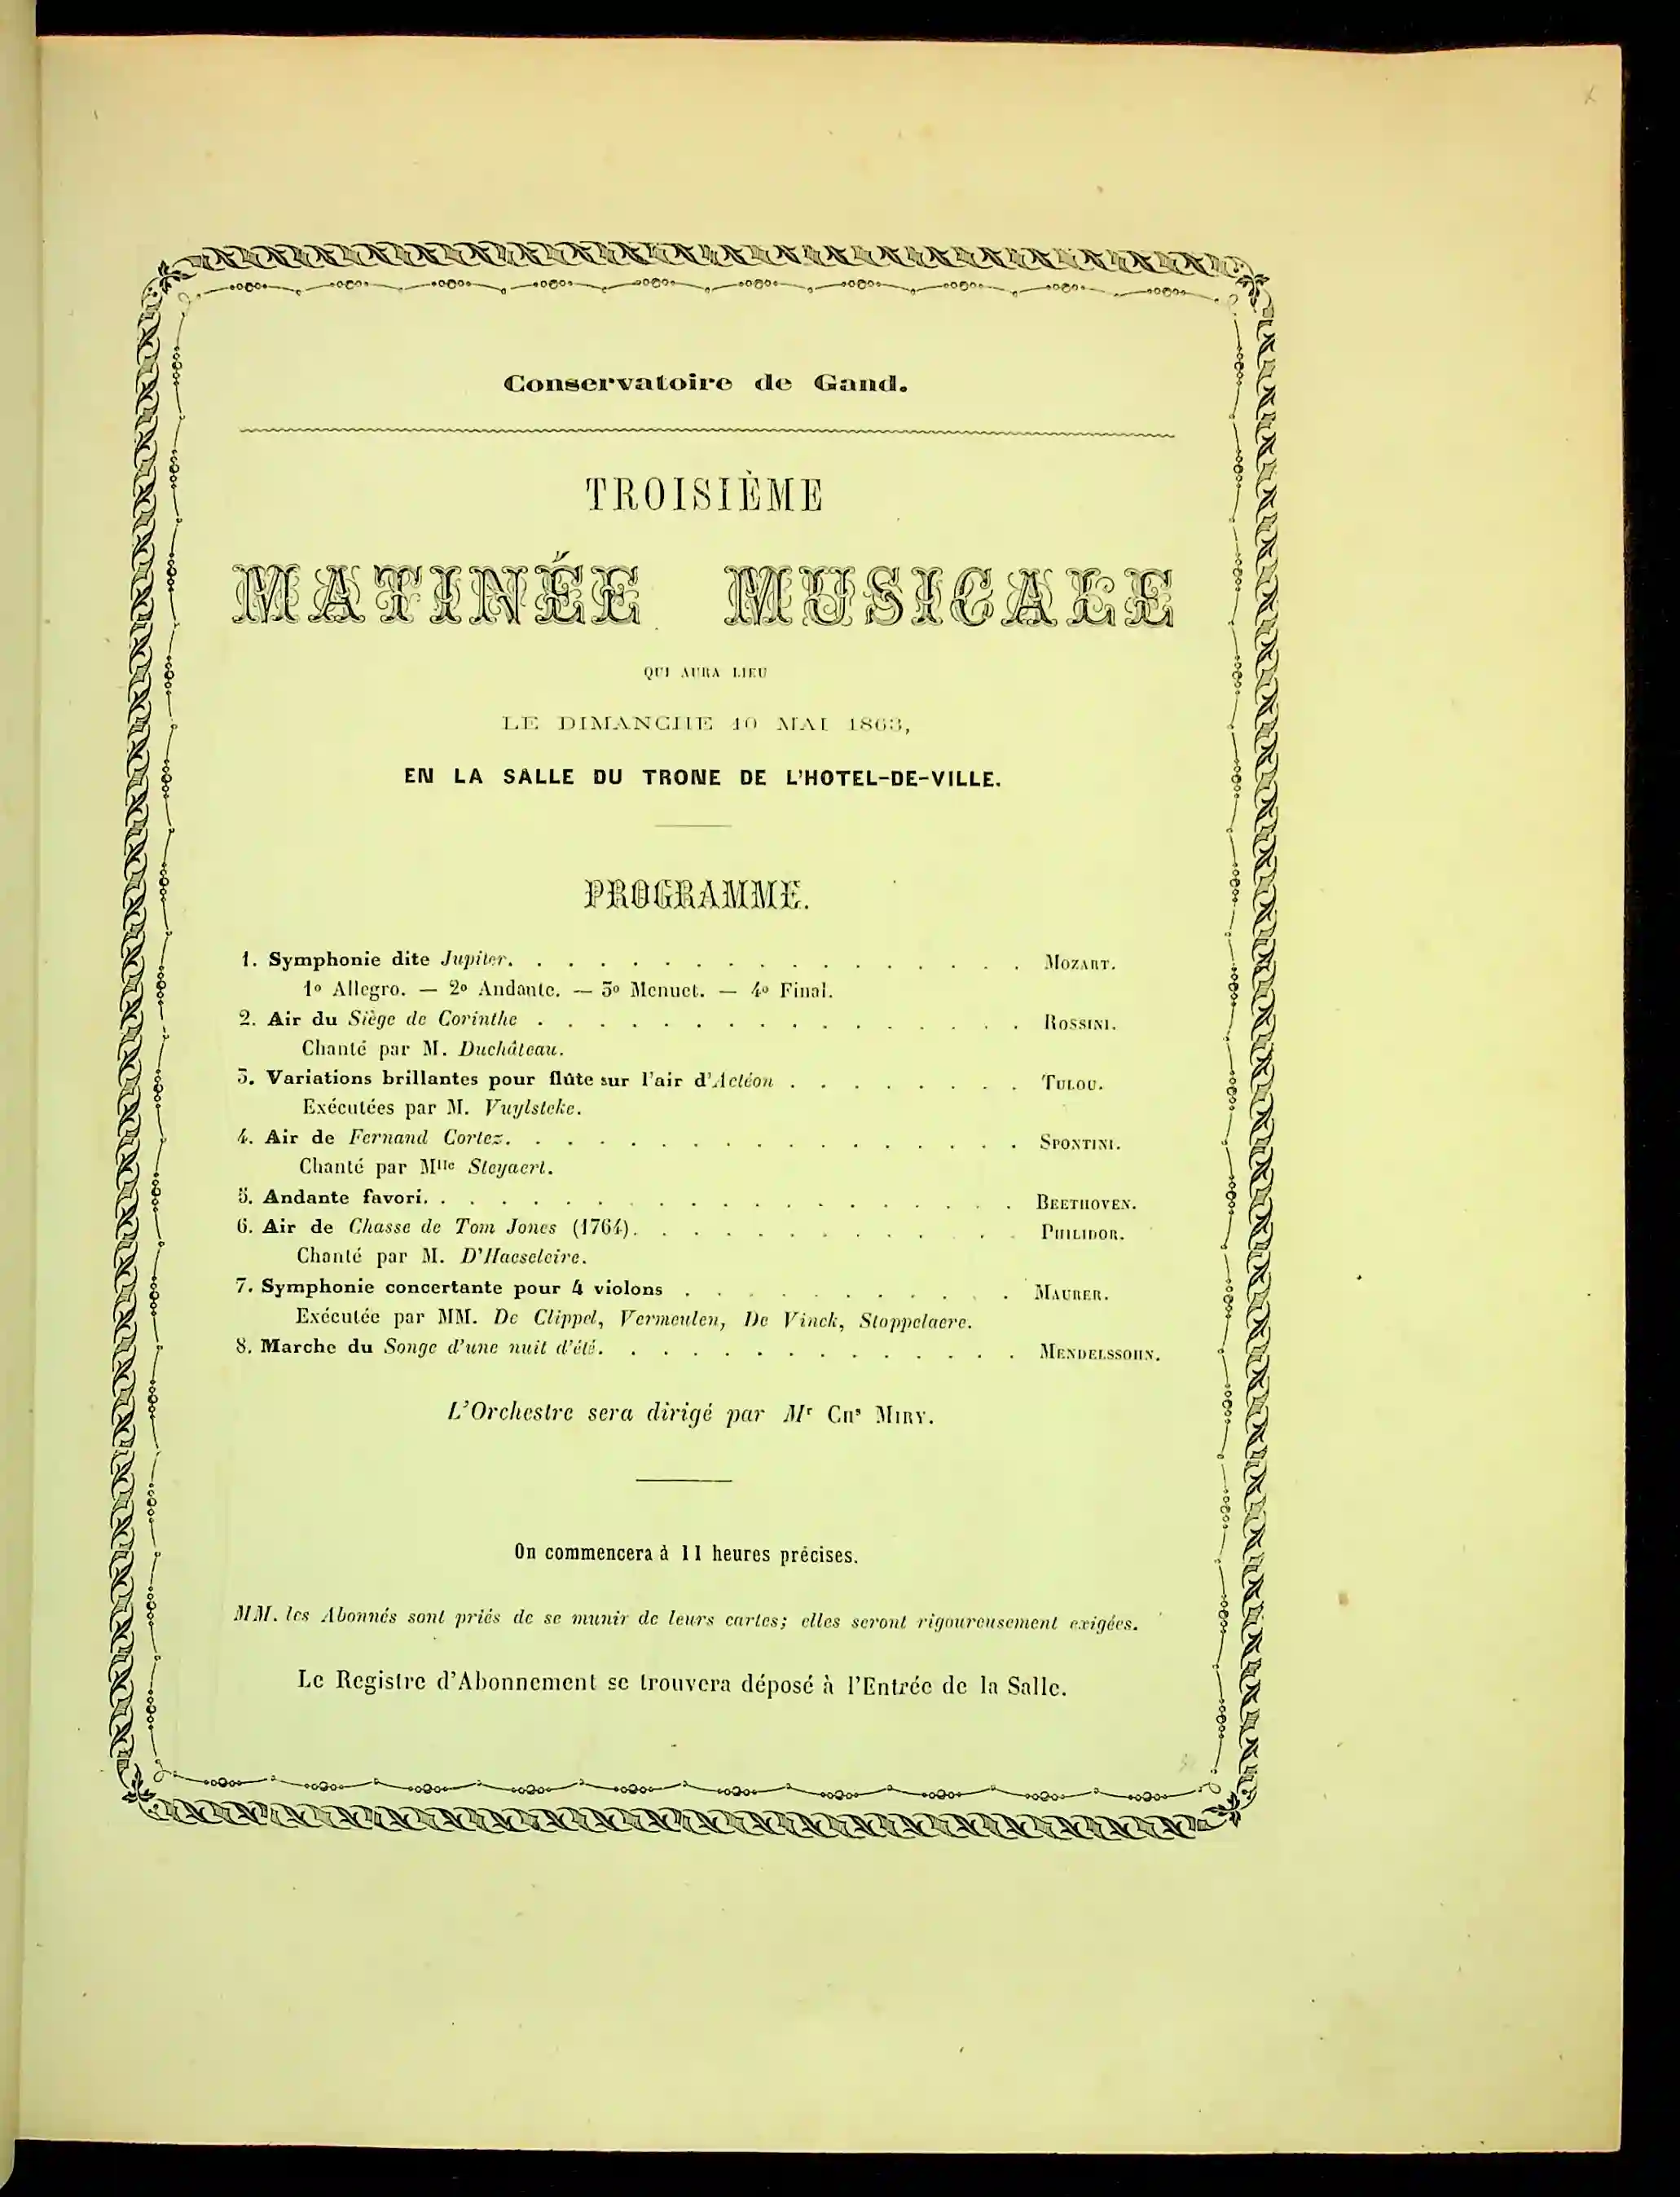 Conservatoire de Gand.
TROISIÈME
MATINÉE MUSICALE
QUI AURA LIEU
LE DIMANCHE 10 MAI 1863,
EN LA SALLE DU TRONE DE L'HOTEL-DE-VILLE.
PROGRAMME.
1. Symphonie dite Jupiter. . . . . . . . . . . . . . . . . . MOZART.
1º Allegro. — 2º Andante. — 3º Menuet. — 4º Final.
2. Air du Siège de Corinthe . . . . . . . . . . . . . . . . ROSSINI.
Chanté par M. Duchâteau.
3. Variations brillantes pour flûte sur l'air d'Actéon . . . . . . . . TULOU.
Exécutées par M. Vuylsteke.
4. Air de Fernand Cortez. . . . . . . . . . . . . . . . . SPONTINI.
Chanté par Mlle Steyaert.
5. Andante favori. . . . . . . . . . . . . . . . . . . . BEETHOVEN.
6. Air de Chasse de Tom Jones (1764). . . . . . . . . . . . . PHILIDOR.
Chanté par M. D'Haeseleire.
7. Symphonie concertante pour 4 violons . . . . . . . . . . . MAURER.
Exécutée par MM. De Clippel, Vermeulen, De Vinck, Stoppelaere.
8. Marche du Songe d'une nuit d'été. . . . . . . . . . . . . . MENDELSSOHN.
L'Orchestre sera dirigé par Mr CHs MIRY.
On commencera à 11 heures précises.
MM. les Abonnés sont priés de se munir de leurs cartes; elles seront rigoureusement exigées.
Le Registre d'Abonnement se trouvera déposé à l'Entrée de la Salle.